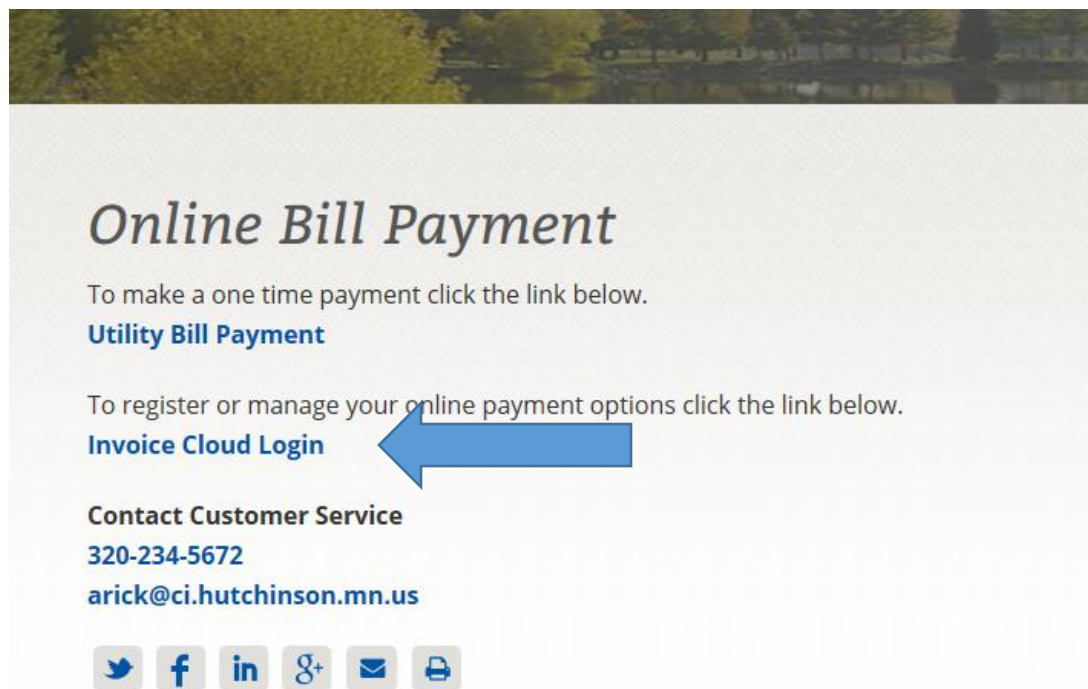 Online Bill Payment
To make a one time payment click the link below.
Utility Bill Payment
To register or manage your online payment options click the link below.
Invoice Cloud Login
Contact Customer Service
320-234-5672
arick@ci.hutchinson.mn.us
f in g+